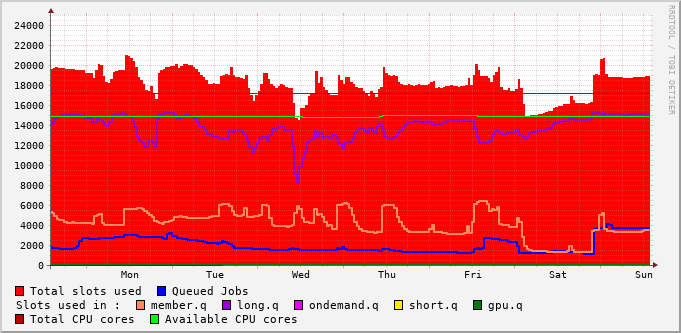 RRDTOOL / TOBI OETIKER
24000
22000
20000
18000
16000
14000
12000
10000
8000
6000
4000
2000
0
Mon Tue Wed Thu Fri Sat Sun
Total slots used Queued Jobs
Slots used in : member.q long.q ondemand.q short.q gpu.q
Total CPU cores Available CPU cores